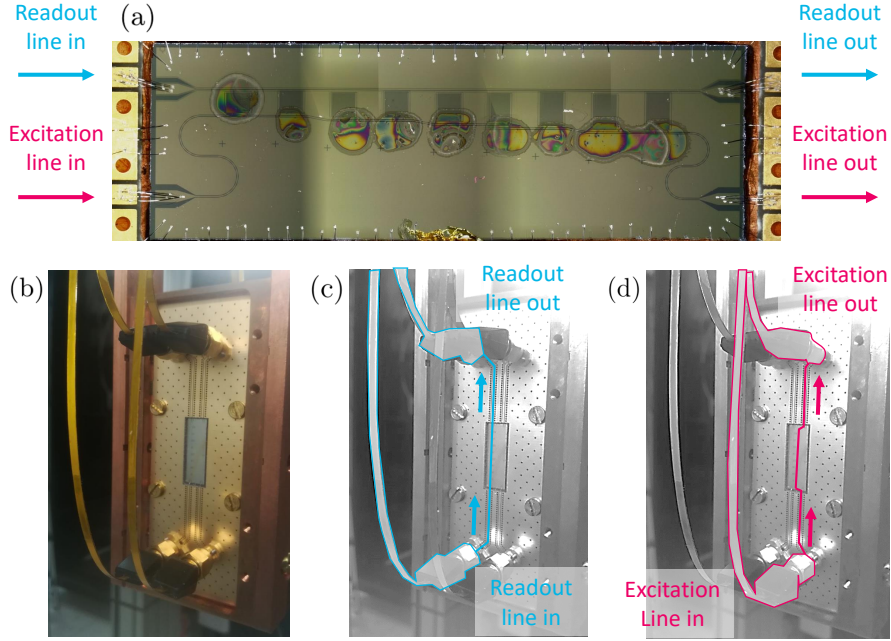 Readout
line in
(a)
Readout
line out
Excitation
line in
Excitation
line out
(b)
(c)
Readout
line out
(d)
Excitation
line out
Readout
line in
Excitation
Line in